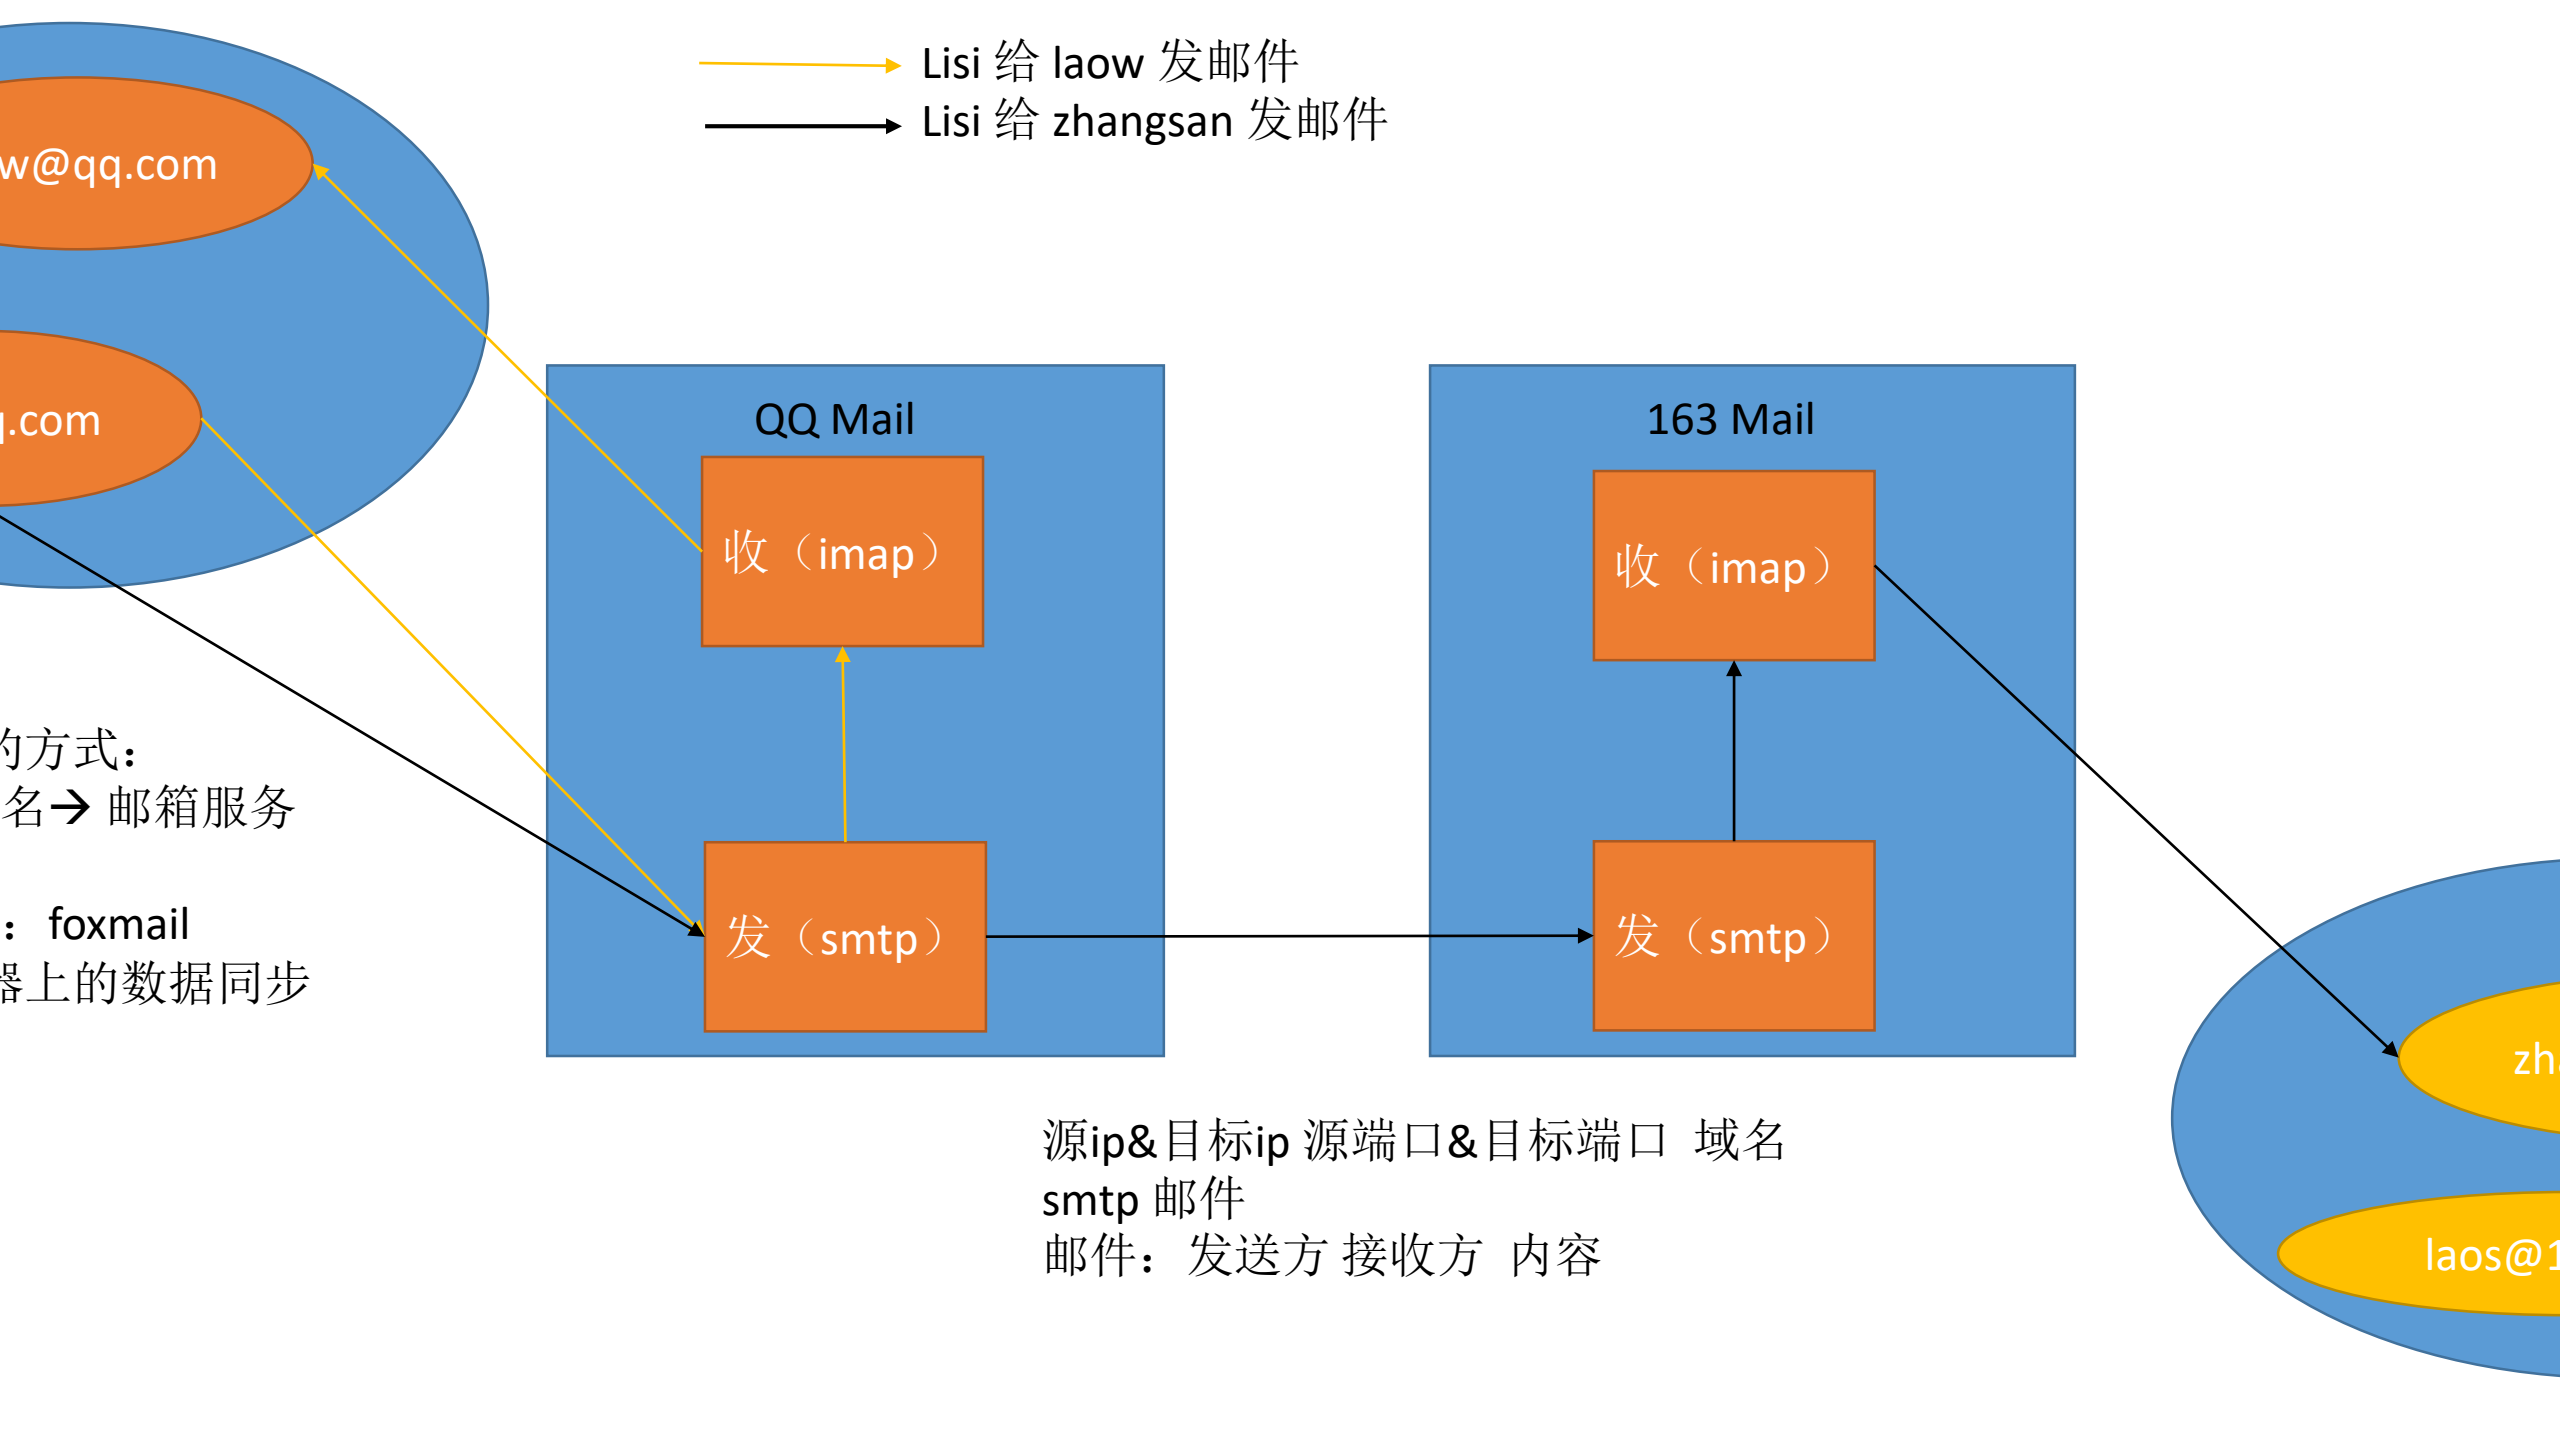 Lisi 给 laow 发邮件
Lisi 给 zhangsan 发邮件
w@qq.com
.com
QQ Mail
163 Mail
收（imap）
收（imap）
的方式：
名→ 邮箱服务
：foxmail
器上的数据同步
发（smtp）
发（smtp）
zh
laos@1
源ip&目标ip 源端口&目标端口 域名
smtp 邮件
邮件：发送方 接收方 内容